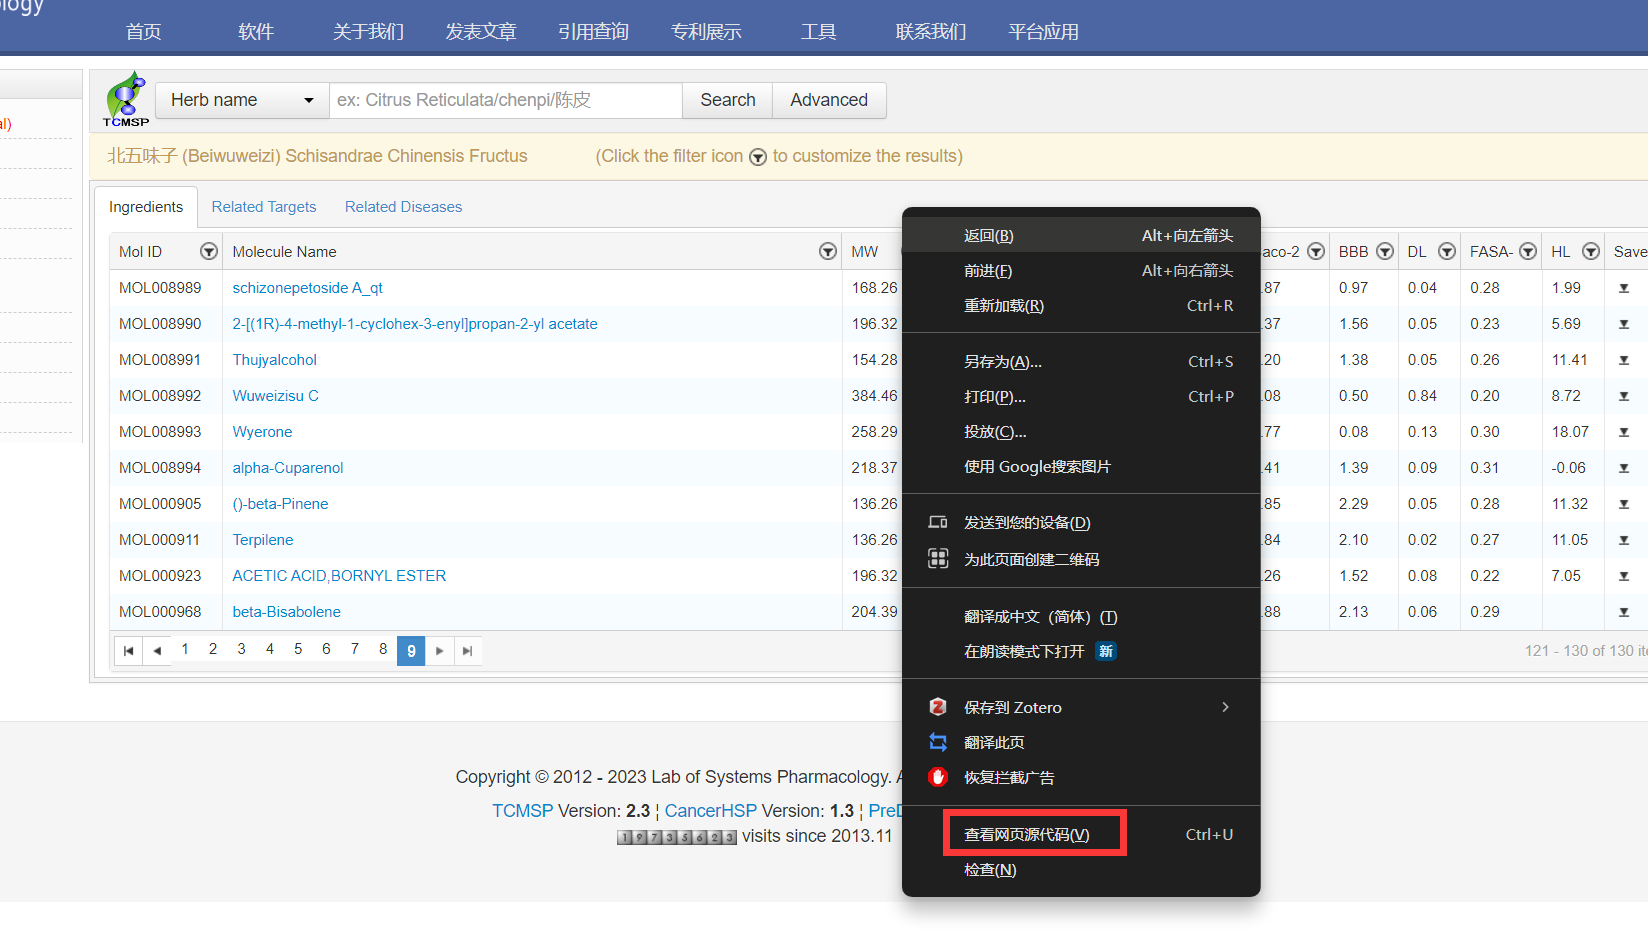 ology
首页 软件 关于我们 发表文章 引用查询 专利展示 工具 联系我们 平台应用
al)
TCMSP
Herb name ex: Citrus Reticulata/chenpi/陈皮 Search Advanced
北五味子 (Beiwuweizi) Schisandrae Chinensis Fructus (Click the filter icon to customize the results)
Ingredients Related Targets Related Diseases
Mol ID Molecule Name MW aco-2 BBB DL FASA- HL Save
MOL008989 schizonepetoside A_qt 168.26 .87 0.97 0.04 0.28 1.99
MOL008990 2-[(1R)-4-methyl-1-cyclohex-3-enyl]propan-2-yl acetate 196.32 .37 1.56 0.05 0.23 5.69
MOL008991 Thujyalcohol 154.28 .20 1.38 0.05 0.26 11.41
MOL008992 Wuweizisu C 384.46 .08 0.50 0.84 0.20 8.72
MOL008993 Wyerone 258.29 .77 0.08 0.13 0.30 18.07
MOL008994 alpha-Cuparenol 218.37 .41 1.39 0.09 0.31 -0.06
MOL000905 ()-beta-Pinene 136.26 .85 2.29 0.05 0.28 11.32
MOL000911 Terpilene 136.26 .84 2.10 0.02 0.27 11.05
MOL000923 ACETIC ACID,BORNYL ESTER 196.32 .26 1.52 0.08 0.22 7.05
MOL000968 beta-Bisabolene 204.39 .88 2.13 0.06 0.29
1 2 3 4 5 6 7 8 9 121 - 130 of 130 ite
返回(B) Alt+向左箭头
前进(F) Alt+向右箭头
重新加载(R) Ctrl+R
另存为(A)... Ctrl+S
打印(P)... Ctrl+P
投放(C)...
使用 Google搜索图片
发送到您的设备(D)
为此页面创建二维码
翻译成中文（简体）(T)
在朗读模式下打开 新
保存到 Zotero
翻译此页
恢复拦截广告
查看网页源代码(V) Ctrl+U
检查(N)
Copyright © 2012 - 2023 Lab of Systems Pharmacology. A
TCMSP Version: 2.3 ¦ CancerHSP Version: 1.3 ¦ PreD
19735623 visits since 2013.11